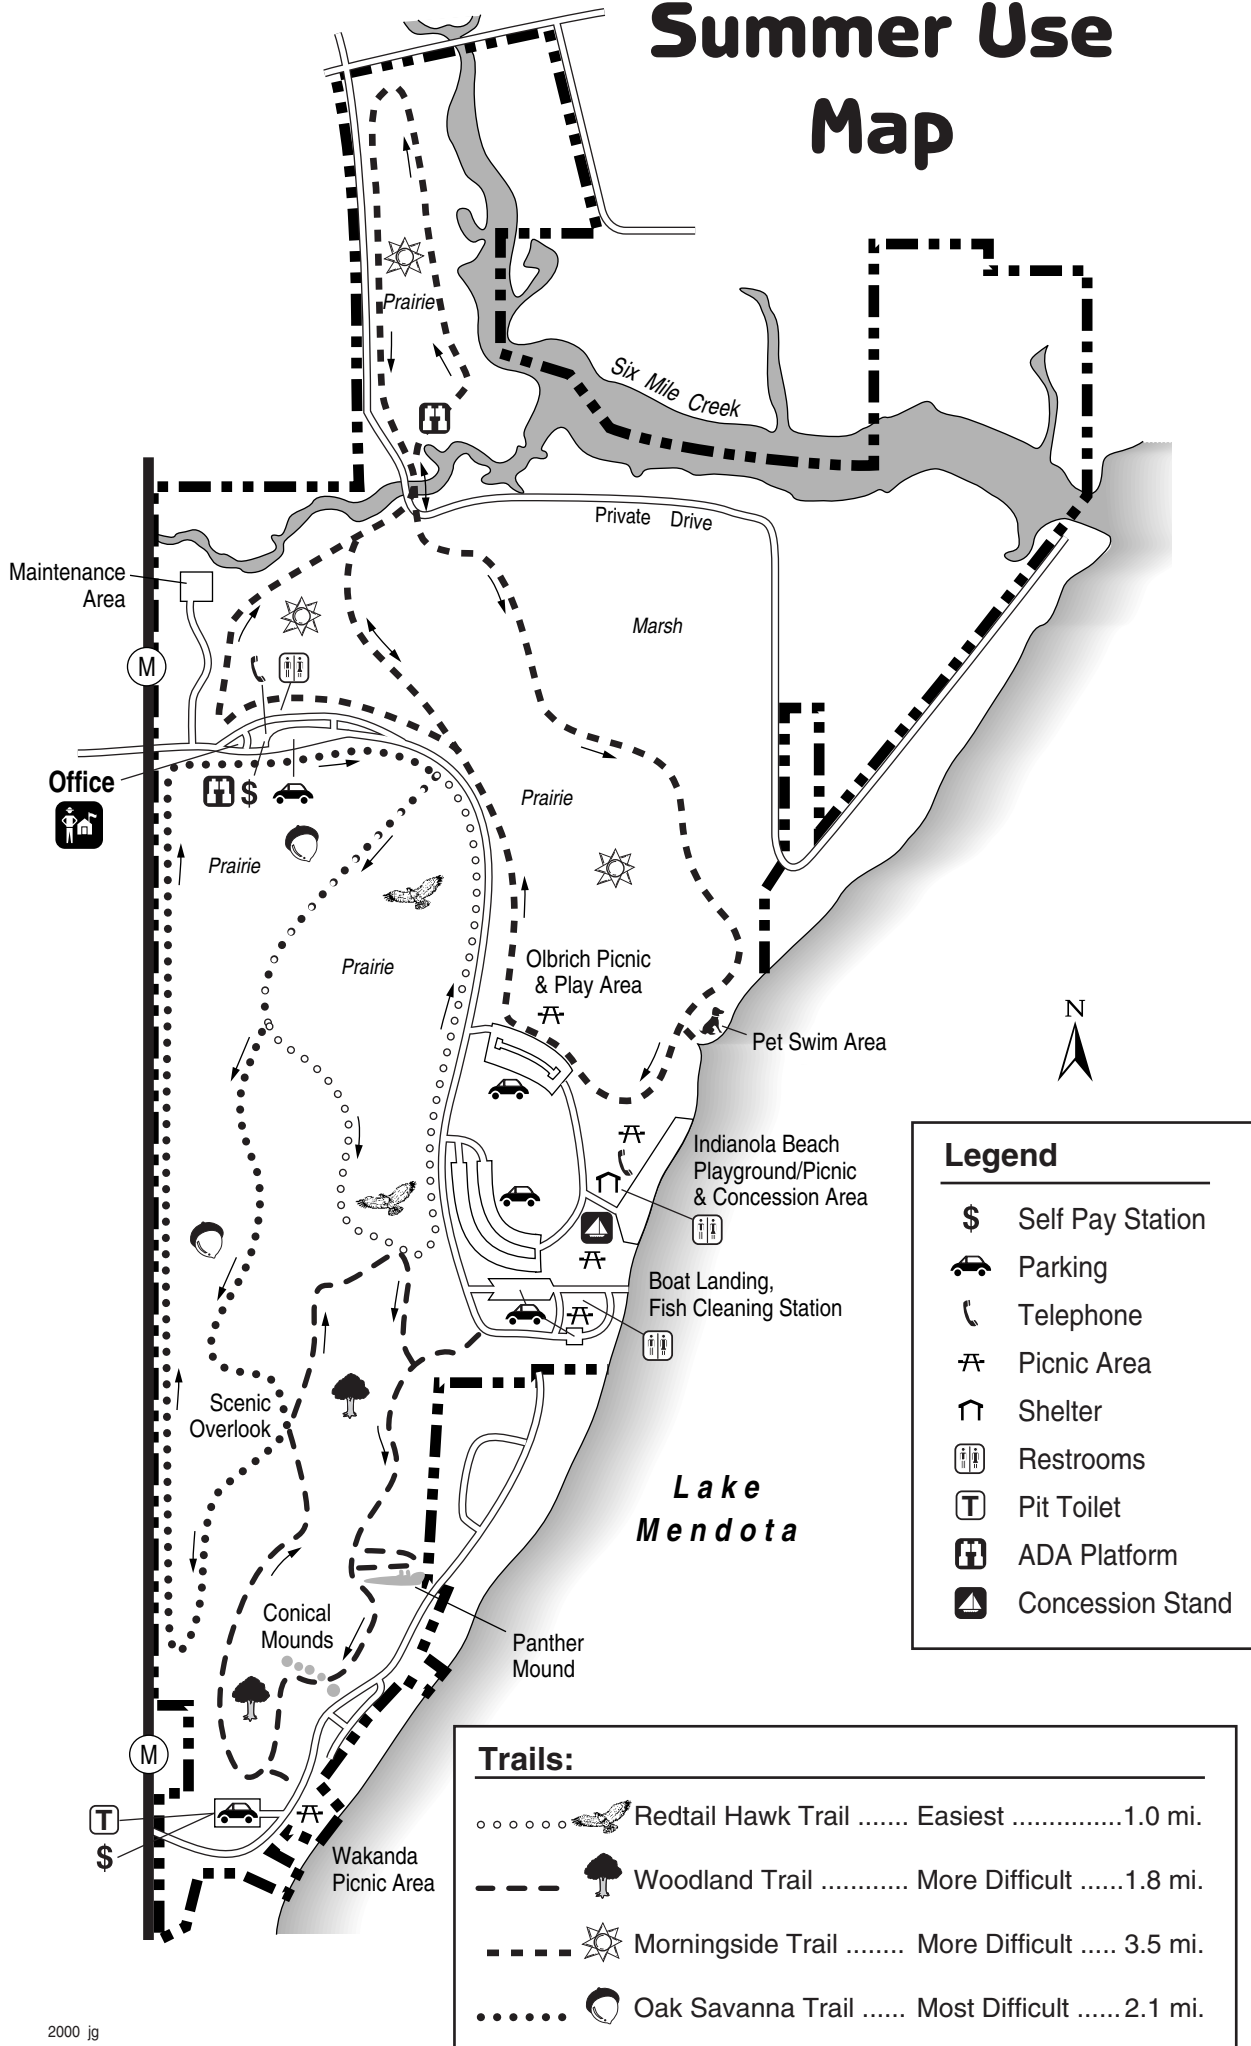 Summer Use
Map
Prairie
Six Mile Creek
Private Drive
Maintenance
Area
Marsh
M
Office
$
Prairie
Prairie
Prairie
Olbrich Picnic
& Play Area
Pet Swim Area
N
Indianola Beach
Playground/Picnic
& Concession Area
Boat Landing,
Fish Cleaning Station
Scenic
Overlook
Lake
Mendota
Conical
Mounds
Panther
Mound
M
T
$
Wakanda
Picnic Area
Legend
$ Self Pay Station
Parking
Telephone
Picnic Area
Shelter
Restrooms
T Pit Toilet
ADA Platform
Concession Stand
Trails:
Redtail Hawk Trail ....... Easiest ...............1.0 mi.
Woodland Trail ............ More Difficult ......1.8 mi.
Morningside Trail ........ More Difficult ..... 3.5 mi.
Oak Savanna Trail ...... Most Difficult ......2.1 mi.
2000 jg